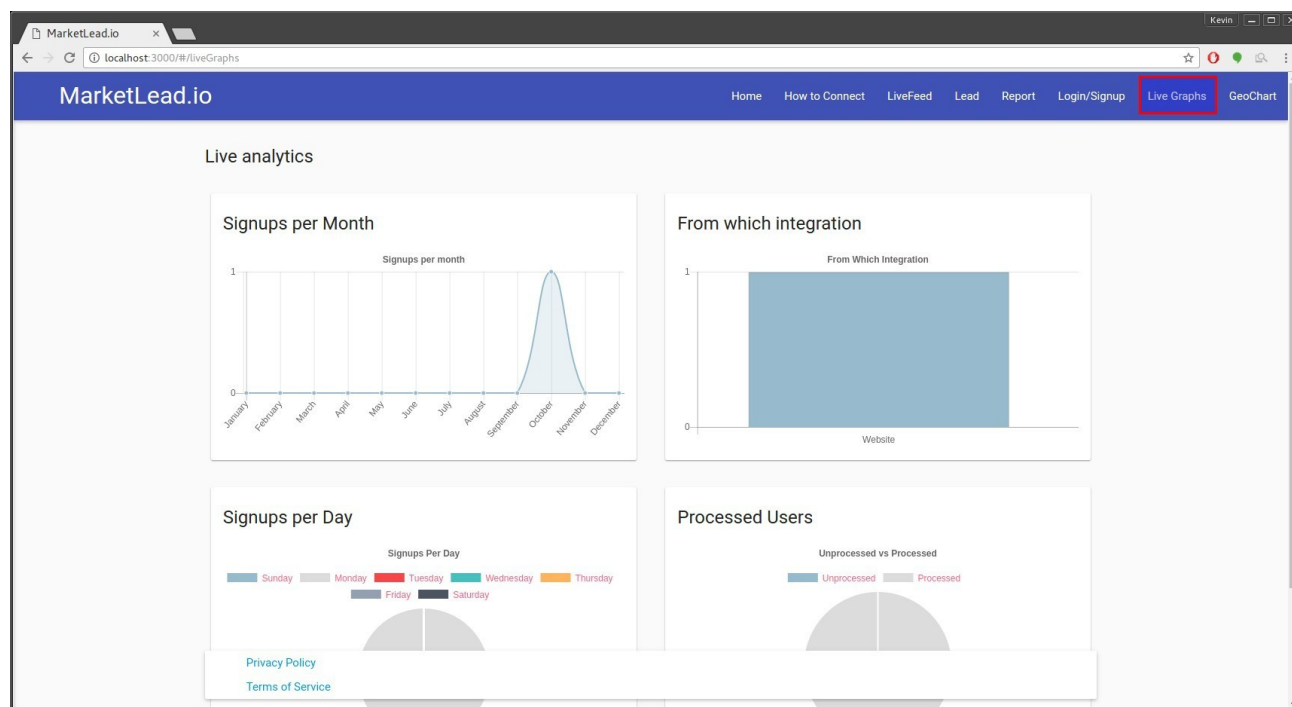 Kevin
MarketLead.io
localhost:3000/#/liveGraphs
MarketLead.io
Home How to Connect LiveFeed Lead Report Login/Signup Live Graphs GeoChart
Live analytics
Signups per Month
Signups per month
1
0
January February March April May June July August September October November December
From which integration
From Which Integration
1
0
Website
Signups per Day
Signups Per Day
Sunday Monday Tuesday Wednesday Thursday
Friday Saturday
Processed Users
Unprocessed vs Processed
Unprocessed Processed
Privacy Policy
Terms of Service